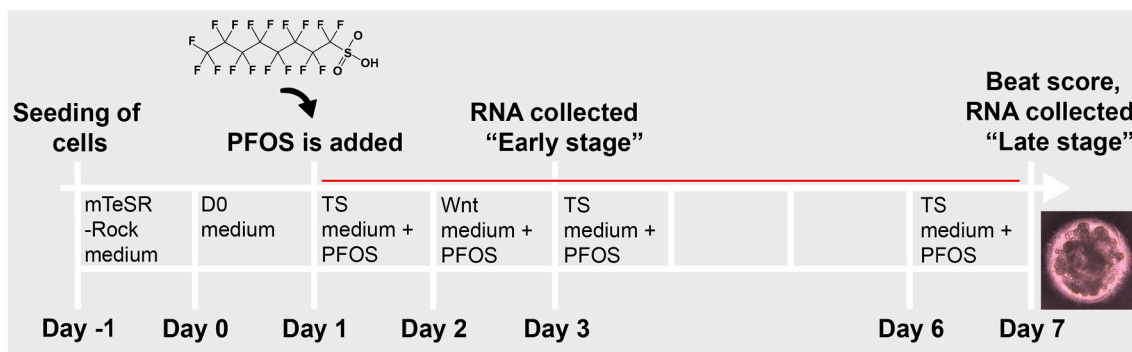 F F F F F F F F
F
F F F F F F F F
O
S
OH
O
Seeding of
cells
PFOS is added
RNA collected
“Early stage”
Beat score,
RNA collected
“Late stage”
mTeSR
-Rock
medium
D0
medium
TS
medium +
PFOS
Wnt
medium +
PFOS
TS
medium +
PFOS
TS
medium +
PFOS
Day -1
Day 0
Day 1
Day 2
Day 3
Day 6
Day 7